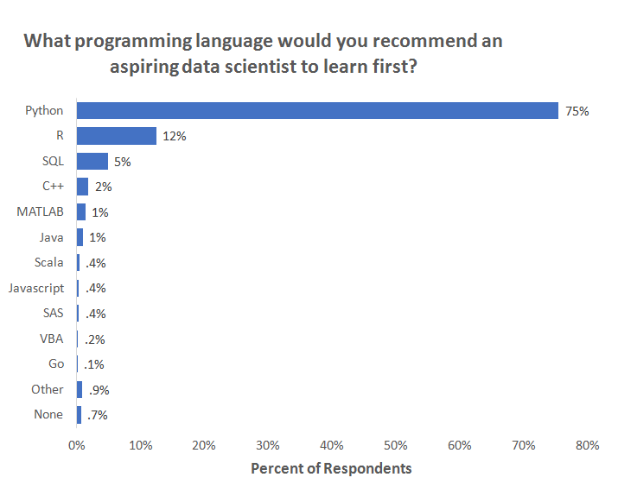 What programming language would you recommend an
aspiring data scientist to learn first?
Python 75%
R 12%
SQL 5%
C++ 2%
MATLAB 1%
Java 1%
Scala .4%
Javascript .4%
SAS .4%
VBA .2%
Go .1%
Other .9%
None .7%
0% 10% 20% 30% 40% 50% 60% 70% 80%
Percent of Respondents